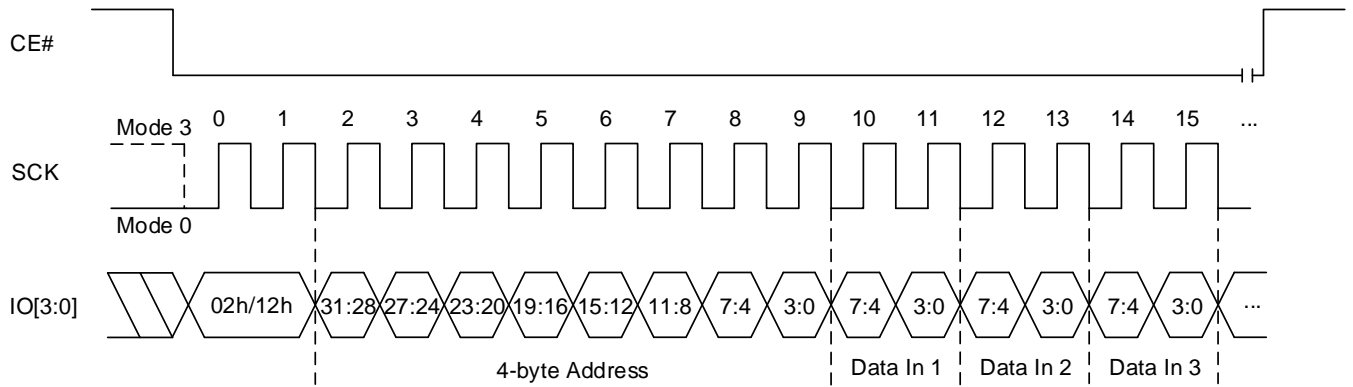 CE#
Mode 3
0 1 2 3 4 5 6 7 8 9 10 11 12 13 14 15 ...
SCK
Mode 0
IO[3:0]
02h/12h 31:28 27:24 23:20 19:16 15:12 11:8 7:4 3:0 7:4 3:0 7:4 3:0 7:4 3:0 ...
4-byte Address Data In 1 Data In 2 Data In 3